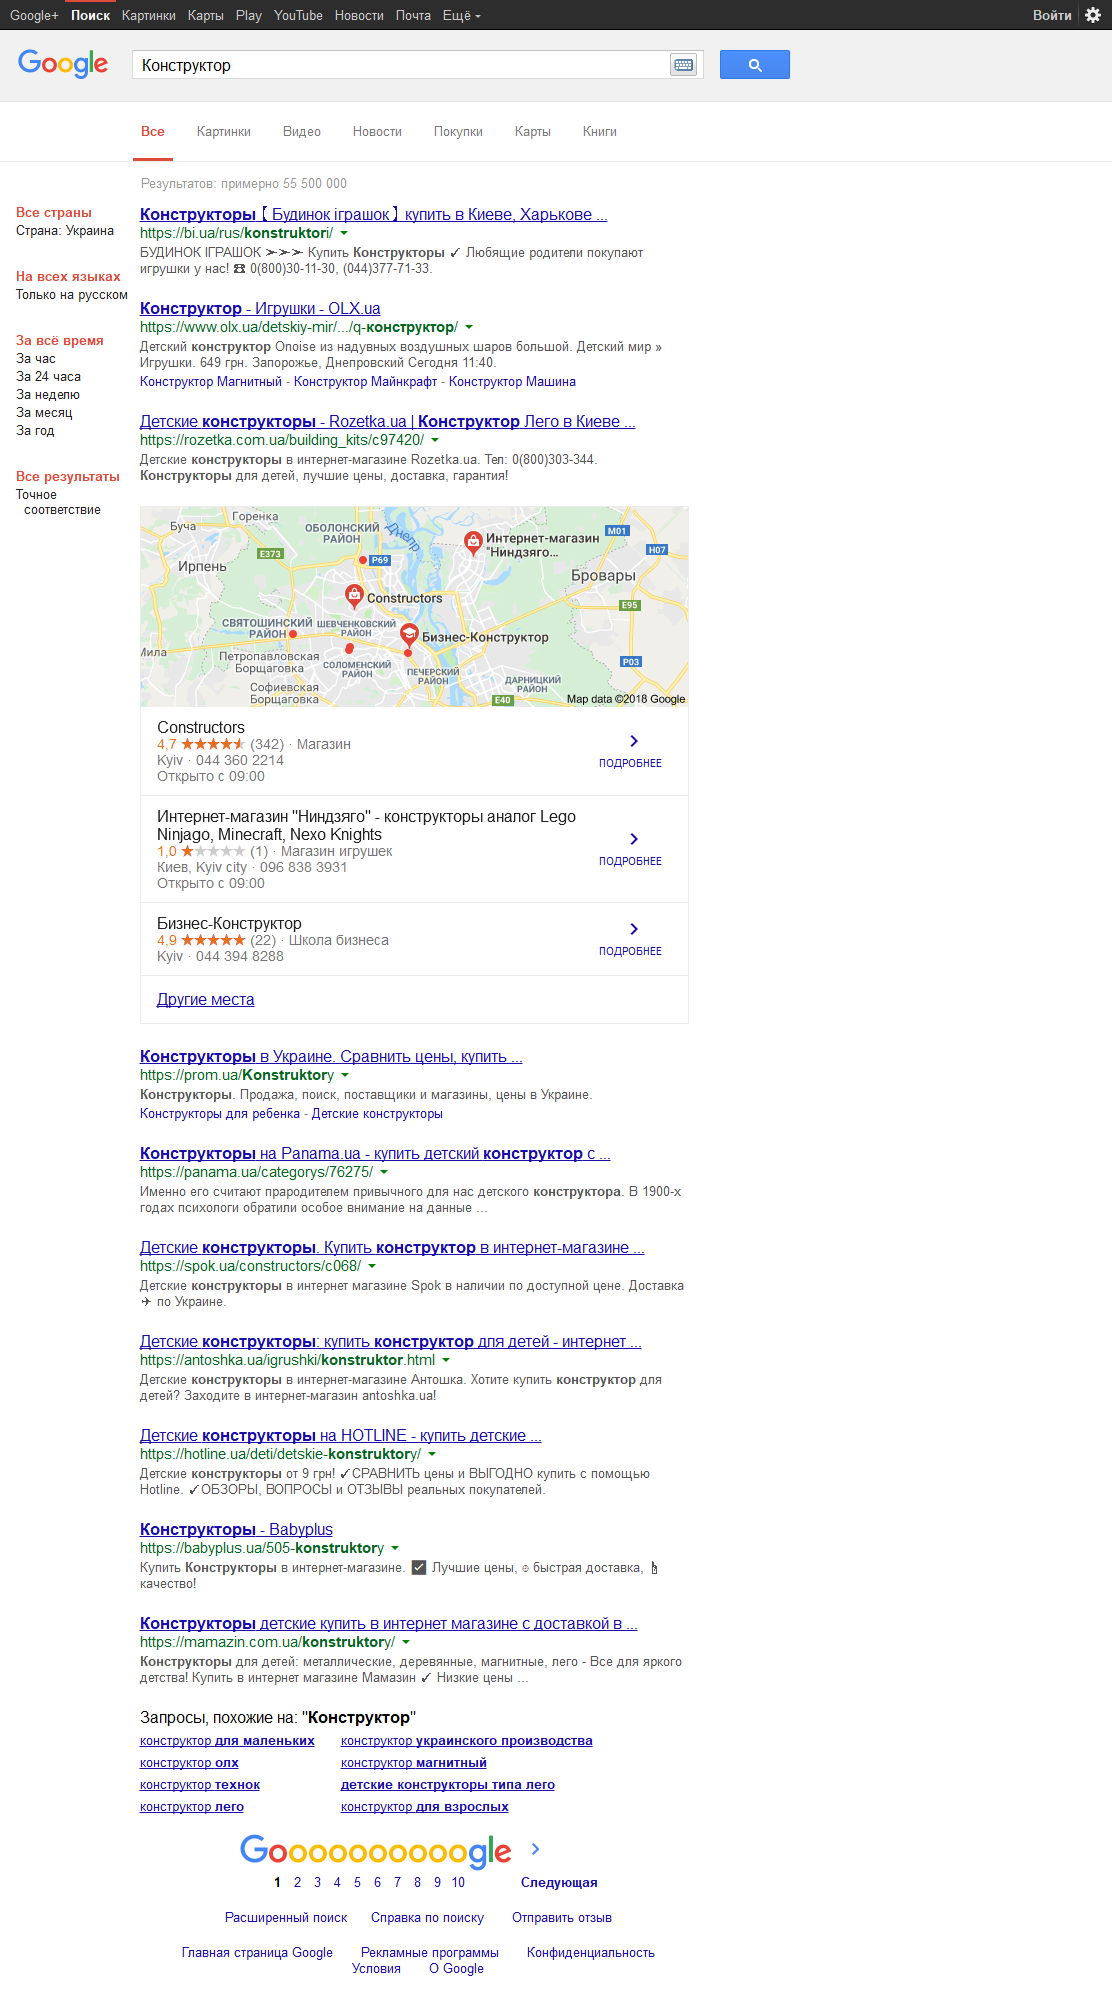 Google+ Поиск Картинки Карты Play YouTube Новости Почта Ещё Войти
Google
Конструктор
Все Картинки Видео Новости Покупки Карты Книги
Результатов: примерно 55 500 000
Все страны
Страна: Украина
На всех языках
Только на русском
За всё время
За час
За 24 часа
За неделю
За месяц
За год
Все результаты
Точное
соответствие
Конструкторы 【 Будинок іграшок 】 купить в Киеве, Харькове ...
https://bi.ua/rus/konstruktori/
БУДИНОК ІГРАШОК ➣➣➣ Купить Конструкторы ✓ Любящие родители покупают
игрушки у нас! ☎ 0(800)30-11-30, (044)377-71-33.
Конструктор - Игрушки - OLX.ua
https://www.olx.ua/detskiy-mir/.../q-конструктор/
Детский конструктор Onoise из надувных воздушных шаров большой. Детский мир »
Игрушки. 649 грн. Запорожье, Днепровский Сегодня 11:40.
Конструктор Магнитный - Конструктор Майнкрафт - Конструктор Машина
Детские конструкторы - Rozetka.ua | Конструктор Лего в Киеве ...
https://rozetka.com.ua/building_kits/c97420/
Детские конструкторы в интернет-магазине Rozetka.ua. Тел: 0(800)303-344.
Конструкторы для детей, лучшие цены, доставка, гарантия!
Горенка
Буча
ОБОЛОНСКИЙ
РАЙОН
Днепр
M01
Интернет-магазин
"Ниндзяго...
H07
E373
P69
Ирпень
Бровары
Constructors
E95
СВЯТОШИНСКИЙ
РАЙОН
ШЕВЧЕНКОВСКИЙ
РАЙОН
Бизнес-Конструктор
Мила
Петропавловская
Борщаговка
СОЛОМЕНСКИЙ
РАЙОН
P03
ПЕЧЕРСКИЙ
РАЙОН
ДАРНИЦКИЙ
РАЙОН
Софиевская
Борщаговка
E40
Map data ©2018 Google
Constructors
4,7 ★★★★★ (342) · Магазин
Kyiv · 044 360 2214
Открыто с 09:00
ПОДРОБНЕЕ
Интернет-магазин "Ниндзяго" - конструкторы аналог Lego
Ninjago, Minecraft, Nexo Knights
1,0 ★★★★★ (1) · Магазин игрушек
Киев, Kyiv city · 096 838 3931
Открыто с 09:00
ПОДРОБНЕЕ
Бизнес-Конструктор
4,9 ★★★★★ (22) · Школа бизнеса
Kyiv · 044 394 8288
ПОДРОБНЕЕ
Другие места
Конструкторы в Украине. Сравнить цены, купить ...
https://prom.ua/Konstruktory
Конструкторы. Продажа, поиск, поставщики и магазины, цены в Украине.
Конструкторы для ребенка - Детские конструкторы
Конструкторы на Panama.ua - купить детский конструктор с ...
https://panama.ua/categorys/76275/
Именно его считают прародителем привычного для нас детского конструктора. В 1900-х
годах психологи обратили особое внимание на данные ...
Детские конструкторы. Купить конструктор в интернет-магазине ...
https://spok.ua/constructors/c068/
Детские конструкторы в интернет магазине Spok в наличии по доступной цене. Доставка
✈ по Украине.
Детские конструкторы: купить конструктор для детей - интернет ...
https://antoshka.ua/igrushki/konstruktor.html
Детские конструкторы в интернет-магазине Антошка. Хотите купить конструктор для
детей? Заходите в интернет-магазин antoshka.ua!
Детские конструкторы на HOTLINE - купить детские ...
https://hotline.ua/deti/detskie-konstruktory/
Детские конструкторы от 9 грн! ✓СРАВНИТЬ цены и ВЫГОДНО купить с помощью
Hotline. ✓ОБЗОРЫ, ВОПРОСЫ и ОТЗЫВЫ реальных покупателей.
Конструкторы - Babyplus
https://babyplus.ua/505-konstruktory
Купить Конструкторы в интернет-магазине. ☑ Лучшие цены, быстрая доставка,
качество!
Конструкторы детские купить в интернет магазине с доставкой в ...
https://mamazin.com.ua/konstruktory/
Конструкторы для детей: металлические, деревянные, магнитные, лего - Все для яркого
детства! Купить в интернет магазине Мамазин ✓ Низкие цены ...
Запросы, похожие на: "Конструктор"
конструктор для маленьких конструктор украинского производства
конструктор олх конструктор магнитный
конструктор технок детские конструкторы типа лего
конструктор лего конструктор для взрослых
Goooooooooogle
1 2 3 4 5 6 7 8 9 10 Следующая
Расширенный поиск Справка по поиску Отправить отзыв
Главная страница Google Рекламные программы Конфиденциальность
Условия О Google